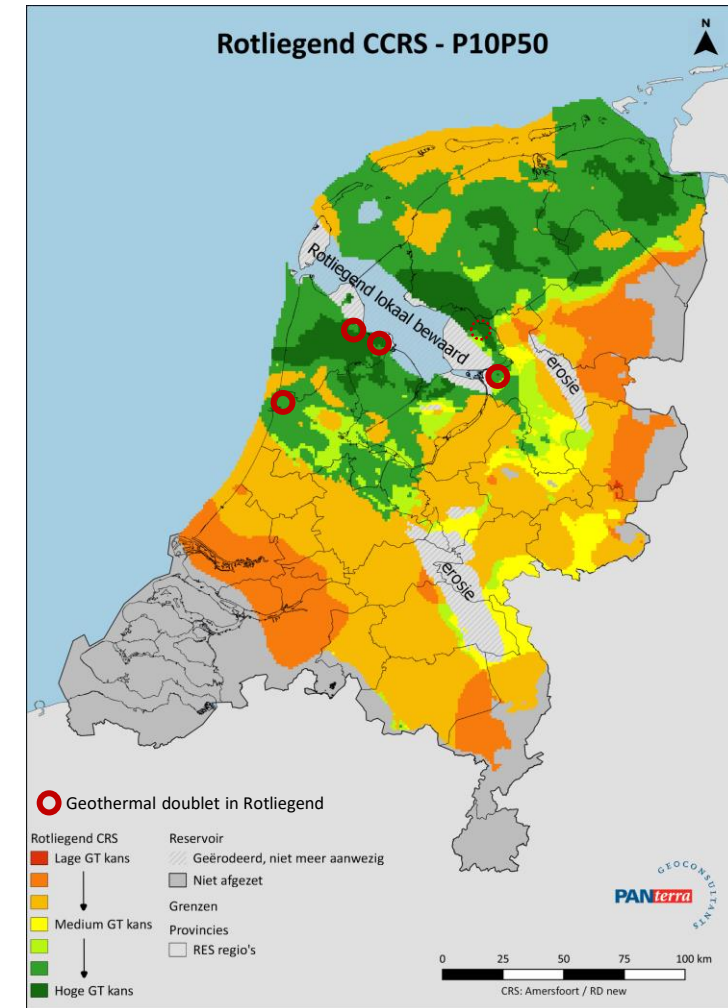 Rotliegend CCRS - P10P50
N
Rotliegend lokaal bewaard
erosie
erosie
Geothermal doublet in Rotliegend
Rotliegend CRS
Lage GT kans
Medium GT kans
Hoge GT kans
Reservoir
Geërodeerd, niet meer aanwezig
Niet afgezet
Grenzen
Provincies
RES regio's
PANterra
GEOCONSULTANTS
0 25 50 75 100 km
CRS: Amersfoort / RD new